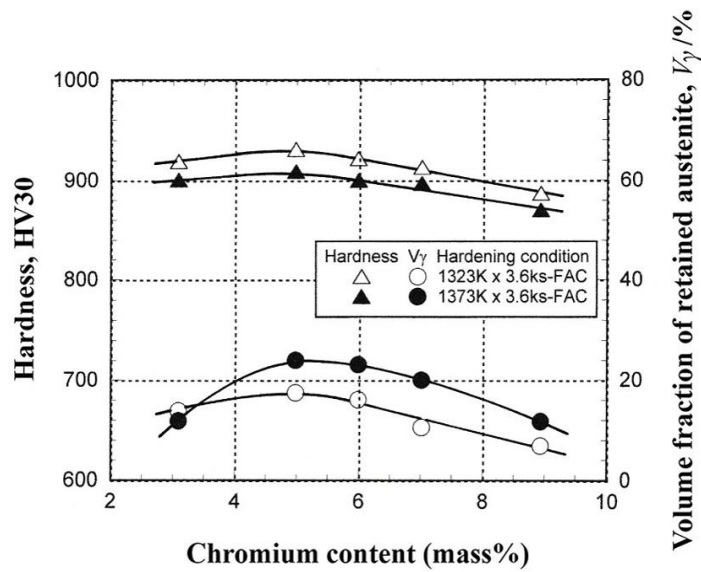 1000
900
800
700
600
Hardness, HV30
80
60
40
20
0
Volume fraction of retained austenite, Vγ /%
Hardness Vγ Hardening condition
1323K x 3.6ks-FAC
1373K x 3.6ks-FAC
2 4 6 8 10
Chromium content (mass%)